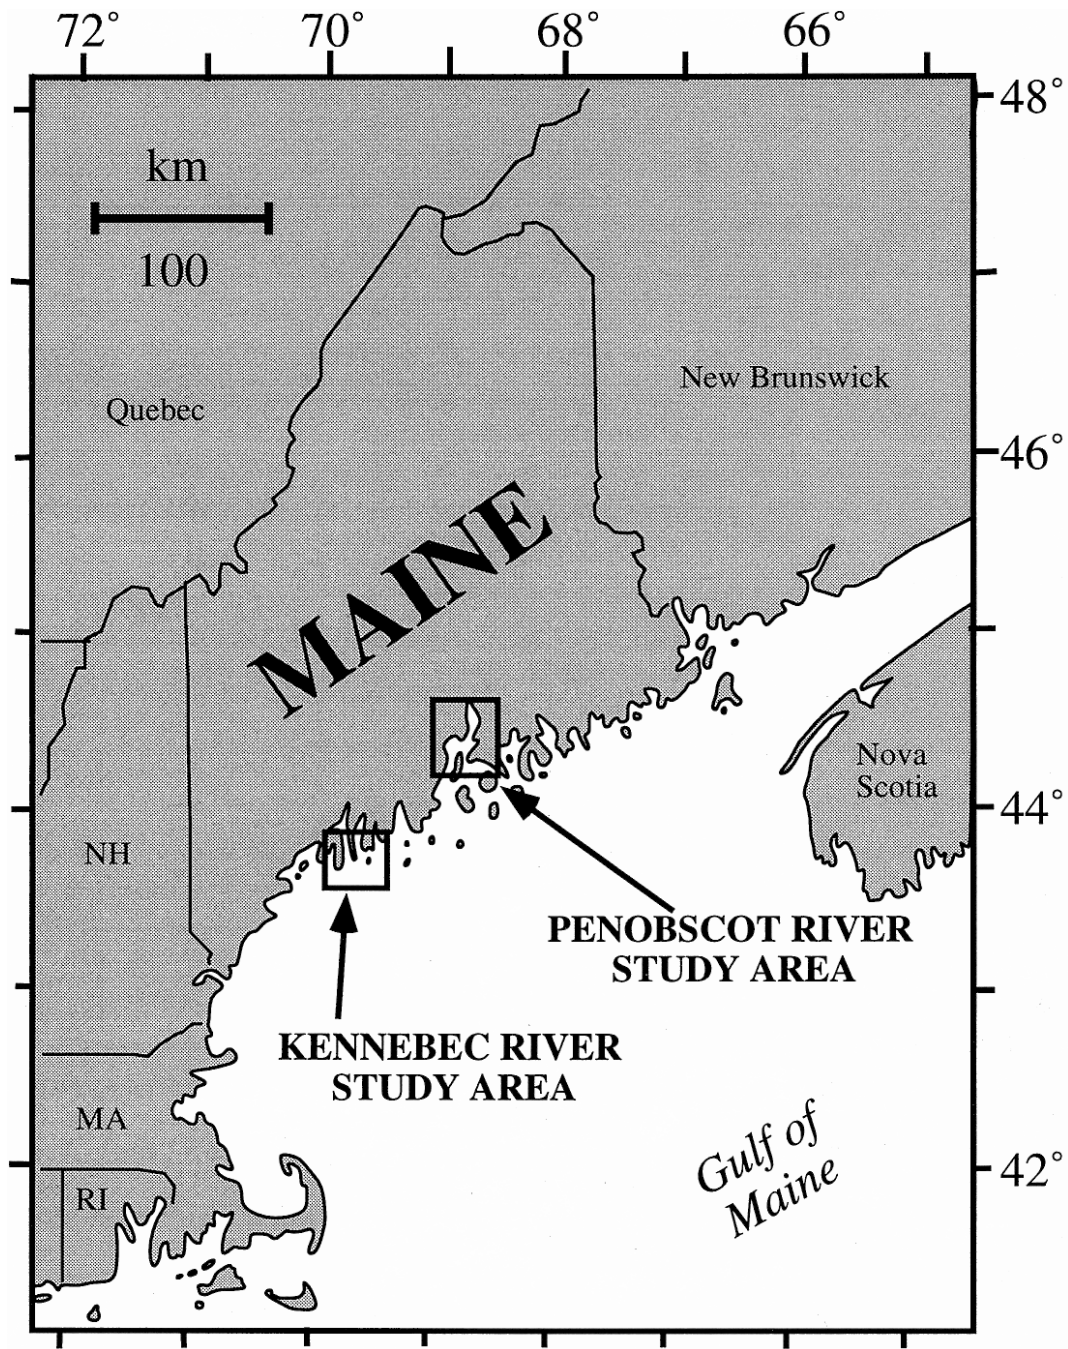 72° 70° 68° 66°
48°
km
100
New Brunswick
Quebec
46°
MAINE
Nova
Scotia
44°
NH
PENOBSCOT RIVER
STUDY AREA
KENNEBEC RIVER
STUDY AREA
MA
Gulf of
Maine
42°
RI